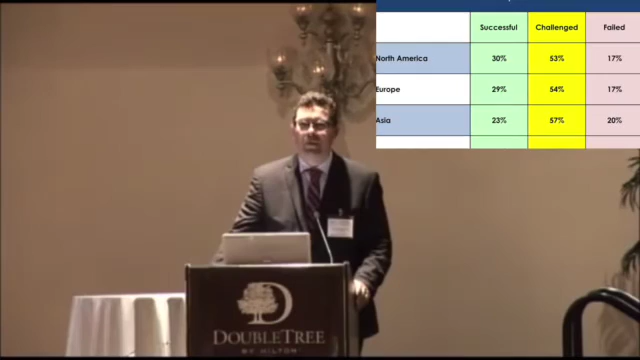 Successful Challenged Failed
North America 30% 53% 17%
Europe 29% 54% 17%
Asia 23% 57% 20%
DOUBLETREE
BY HILTON